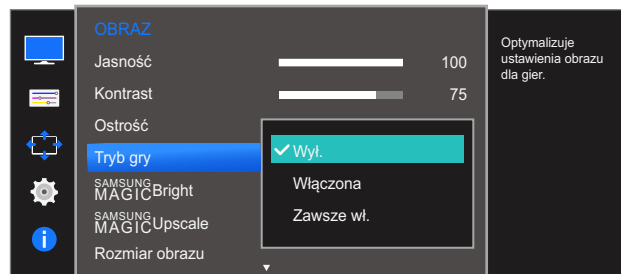 OBRAZ
Jasność 100
Kontrast 75
Ostrość
Tryb gry
SAMSUNG
MAGICBright
SAMSUNG
MAGICUpscale
Rozmiar obrazu
Wył.
Włączona
Zawsze wł.
Optymalizuje
ustawienia obrazu
dla gier.